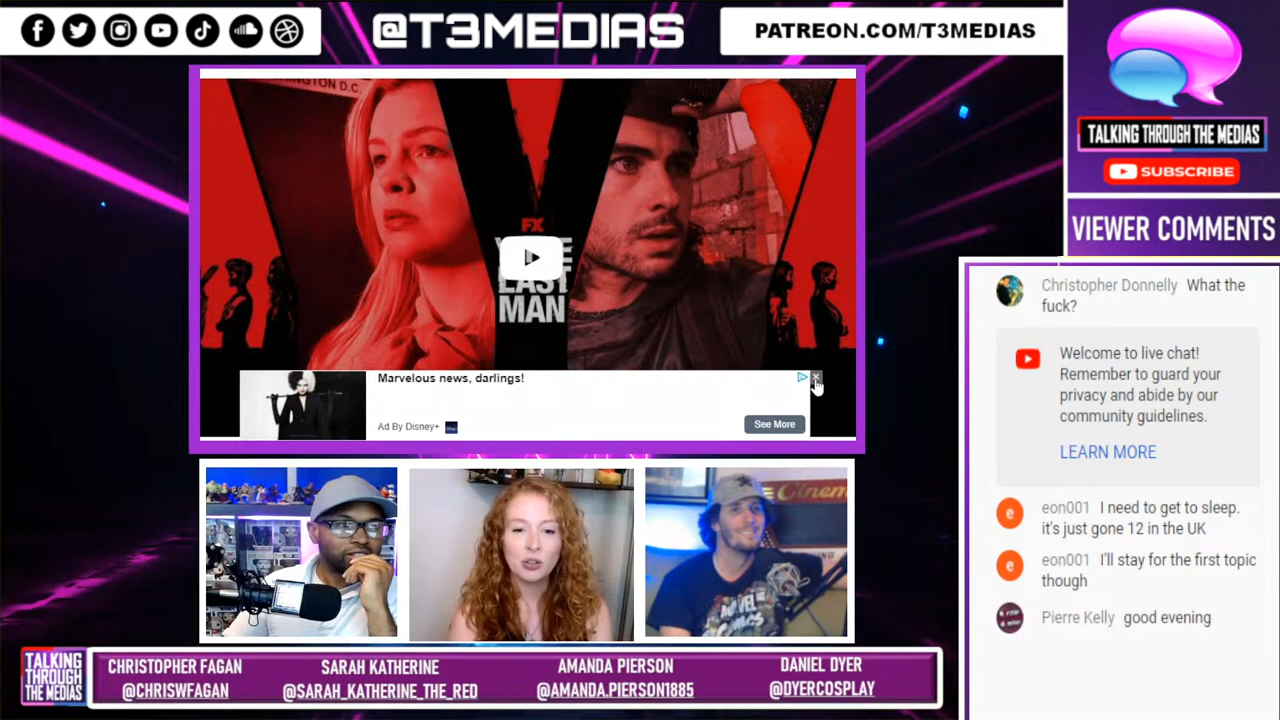 @T3MEDIAS
PATREON.COM/T3MEDIAS
TALKING THROUGH THE MEDIAS
SUBSCRIBE
VIEWER COMMENTS
NGTON D.C.
FX
LAST
MAN
Marvelous news, darlings!
Ad By Disney+
See More
Christopher Donnelly What the
fuck?
Welcome to live chat!
Remember to guard your
privacy and abide by our
community guidelines.
LEARN MORE
e
eon001 I need to get to sleep.
it's just gone 12 in the UK
e
eon001 I'll stay for the first topic
though
Pierre Kelly good evening
Cinem
MARVEL
COMICS
TALKING
THROUGH
THE MEDIAS
CHRISTOPHER FAGAN
@CHRISWFAGAN
SARAH KATHERINE
@SARAH_KATHERINE_THE_RED
AMANDA PIERSON
@AMANDA.PIERSON1885
DANIEL DYER
@DYERCOSPLAY